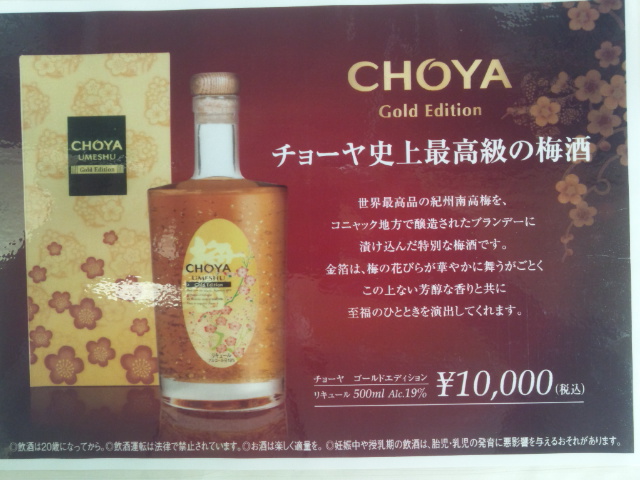 CHOYA
UMESHU
Gold Edition
CHOYA
UMESHU
Gold Edition
リキュール
CHOYA
Gold Edition
チョーヤ史上最高級の梅酒
世界最高品の紀州南高梅を、
コニャック地方で醸造されたブランデーに
漬け込んだ特別な梅酒です。
金箔は、梅の花びらが華やかに舞うがごとく
この上ない芳醇な香りと共に
至福のひとときを演出してくれます。
チョーヤ ゴールドエディション
リキュール 500ml Alc.19%
¥10,000(税込)
◎飲酒は20歳になってから。◎飲酒運転は法律で禁止されています。◎お酒は楽しく適量を。◎妊娠中や授乳期の飲酒は、胎児・乳児の発育に悪影響を与えるおそれがあります。